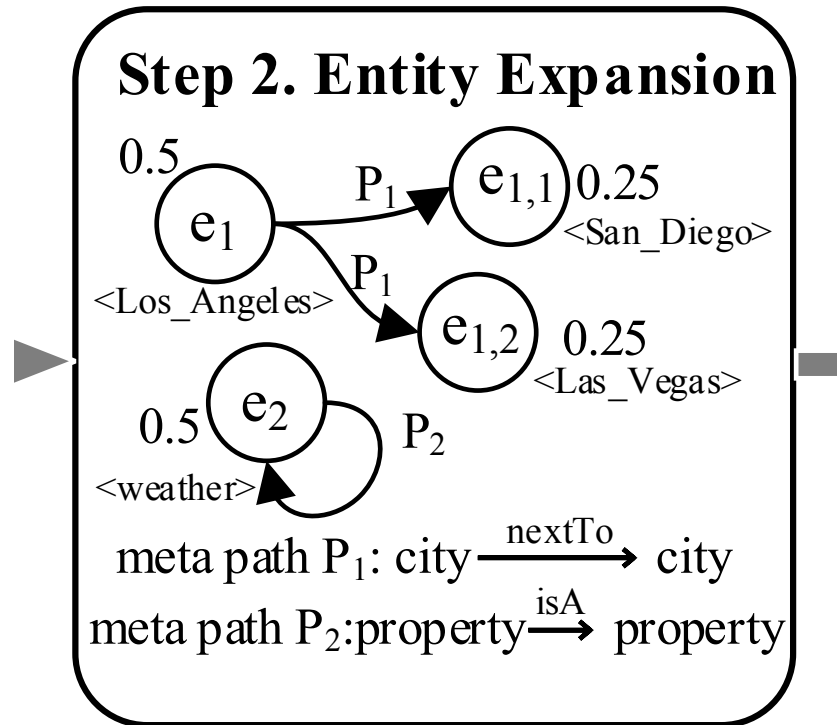 Step 2. Entity Expansion
0.5
e1
P1
e1,1
0.25
<San_Diego>
<Los_Angeles>
P1
e1,2
0.25
<Las_Vegas>
e2
0.5
P2
<weather>
nextTo
meta path P1: city city
isA
meta path P2:property property